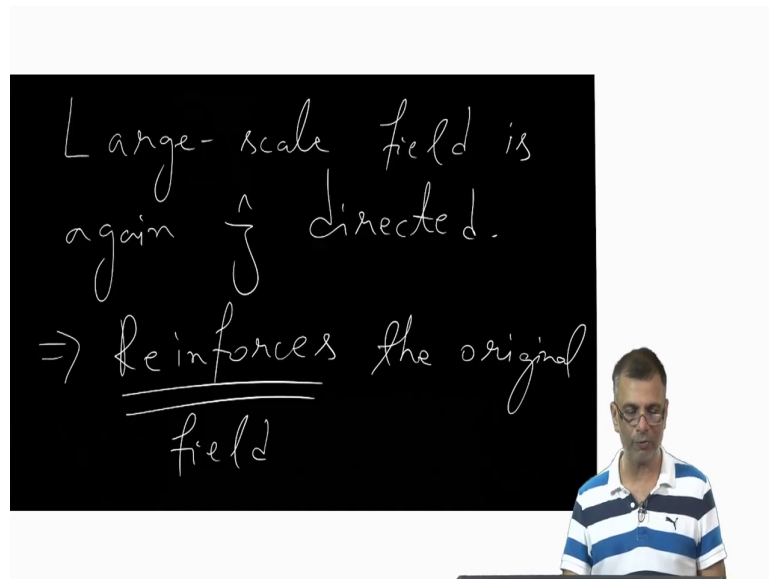 Large-scale field is
again ẑ directed.
⇒ Reinforces the original
field